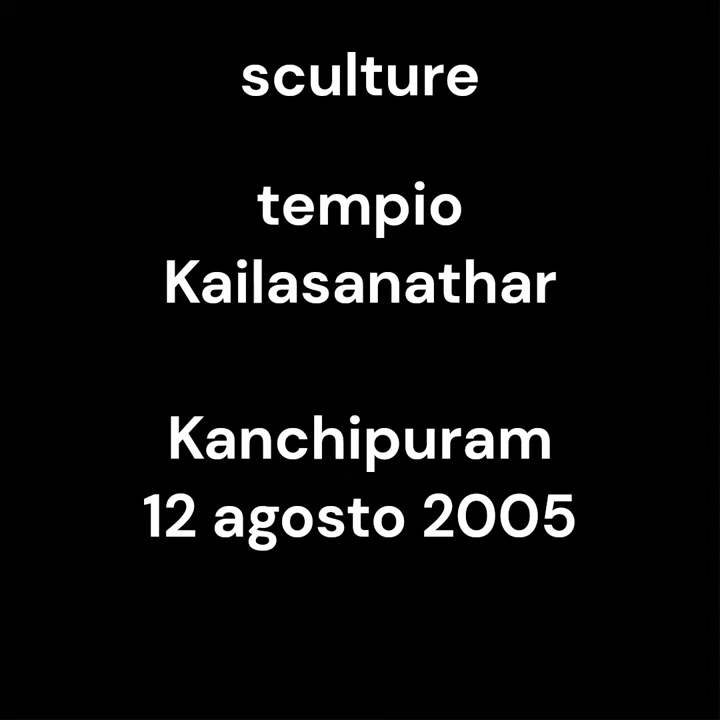 sculture
tempio
Kailasanathar
Kanchipuram
12 agosto 2005